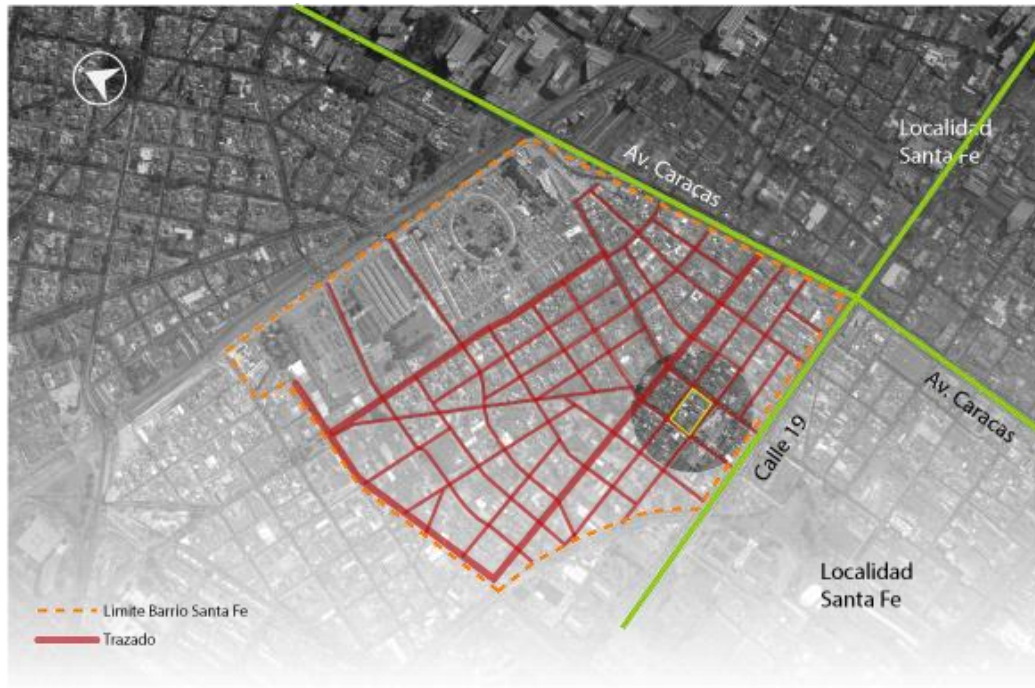 Localidad
Santa Fe
Av. Caracas
Av. Caracas
Calle 19
Localidad
Santa Fe
Limite Barrio Santa Fe
Trazado